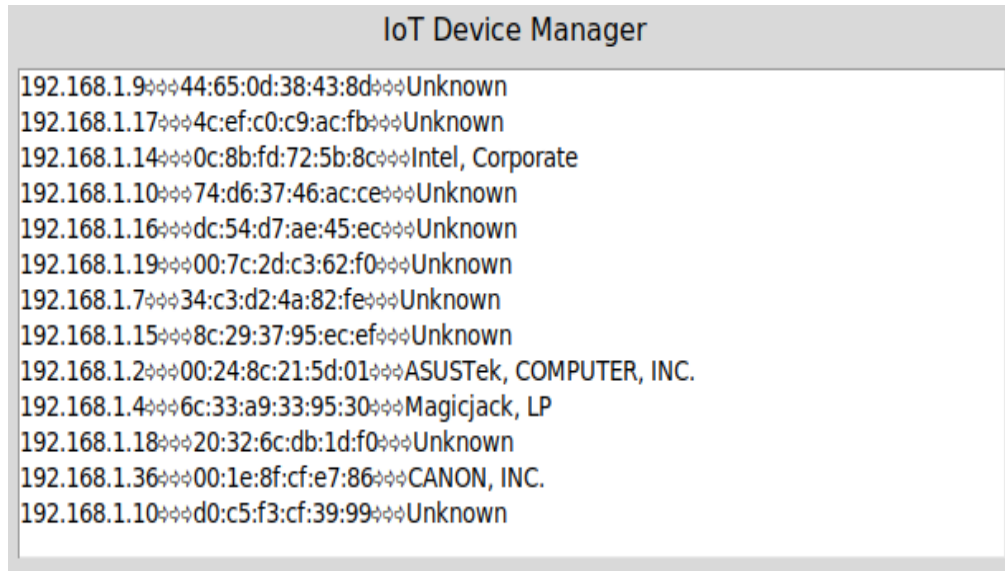 IoT Device Manager
192.168.1.9⇨⇨⇨44:65:0d:38:43:8d⇨⇨⇨Unknown
192.168.1.17⇨⇨⇨4c:ef:c0:c9:ac:fb⇨⇨⇨Unknown
192.168.1.14⇨⇨⇨0c:8b:fd:72:5b:8c⇨⇨⇨Intel, Corporate
192.168.1.10⇨⇨⇨74:d6:37:46:ac:ce⇨⇨⇨Unknown
192.168.1.16⇨⇨⇨dc:54:d7:ae:45:ec⇨⇨⇨Unknown
192.168.1.19⇨⇨⇨00:7c:2d:c3:62:f0⇨⇨⇨Unknown
192.168.1.7⇨⇨⇨34:c3:d2:4a:82:fe⇨⇨⇨Unknown
192.168.1.15⇨⇨⇨8c:29:37:95:ec:ef⇨⇨⇨Unknown
192.168.1.2⇨⇨⇨00:24:8c:21:5d:01⇨⇨⇨ASUSTek, COMPUTER, INC.
192.168.1.4⇨⇨⇨6c:33:a9:33:95:30⇨⇨⇨Magicjack, LP
192.168.1.18⇨⇨⇨20:32:6c:db:1d:f0⇨⇨⇨Unknown
192.168.1.36⇨⇨⇨00:1e:8f:cf:e7:86⇨⇨⇨CANON, INC.
192.168.1.10⇨⇨⇨d0:c5:f3:cf:39:99⇨⇨⇨Unknown